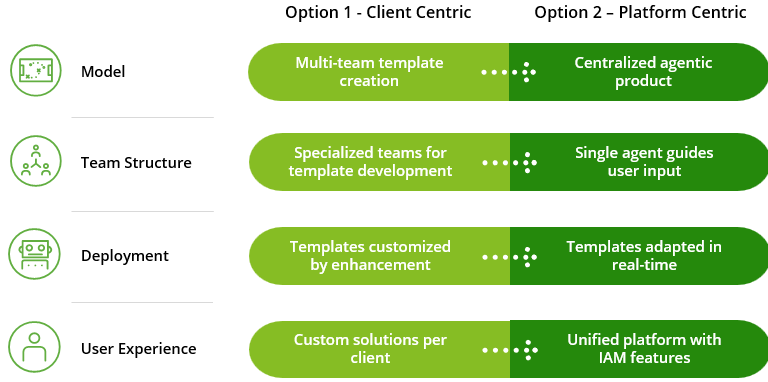 Option 1 - Client Centric
Option 2 – Platform Centric
Model
Multi-team template
creation
Centralized agentic
product
Team Structure
Specialized teams for
template development
Single agent guides
user input
Deployment
Templates customized
by enhancement
Templates adapted in
real-time
User Experience
Custom solutions per
client
Unified platform with
IAM features